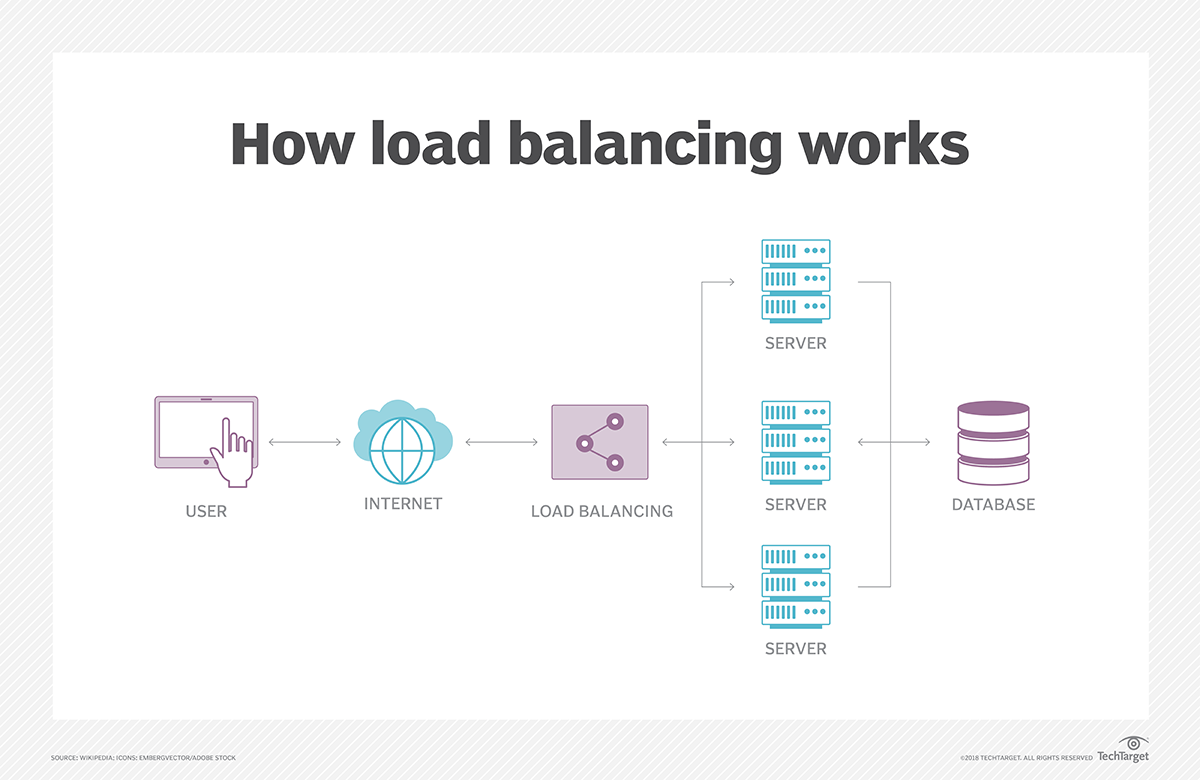 How load balancing works
SERVER
USER
INTERNET
LOAD BALANCING
SERVER
DATABASE
SERVER
SOURCE: WIKIPEDIA; ICONS: EMBERGVECTOR/ADOBE STOCK
©2018 TECHTARGET. ALL RIGHTS RESERVED
TechTarget